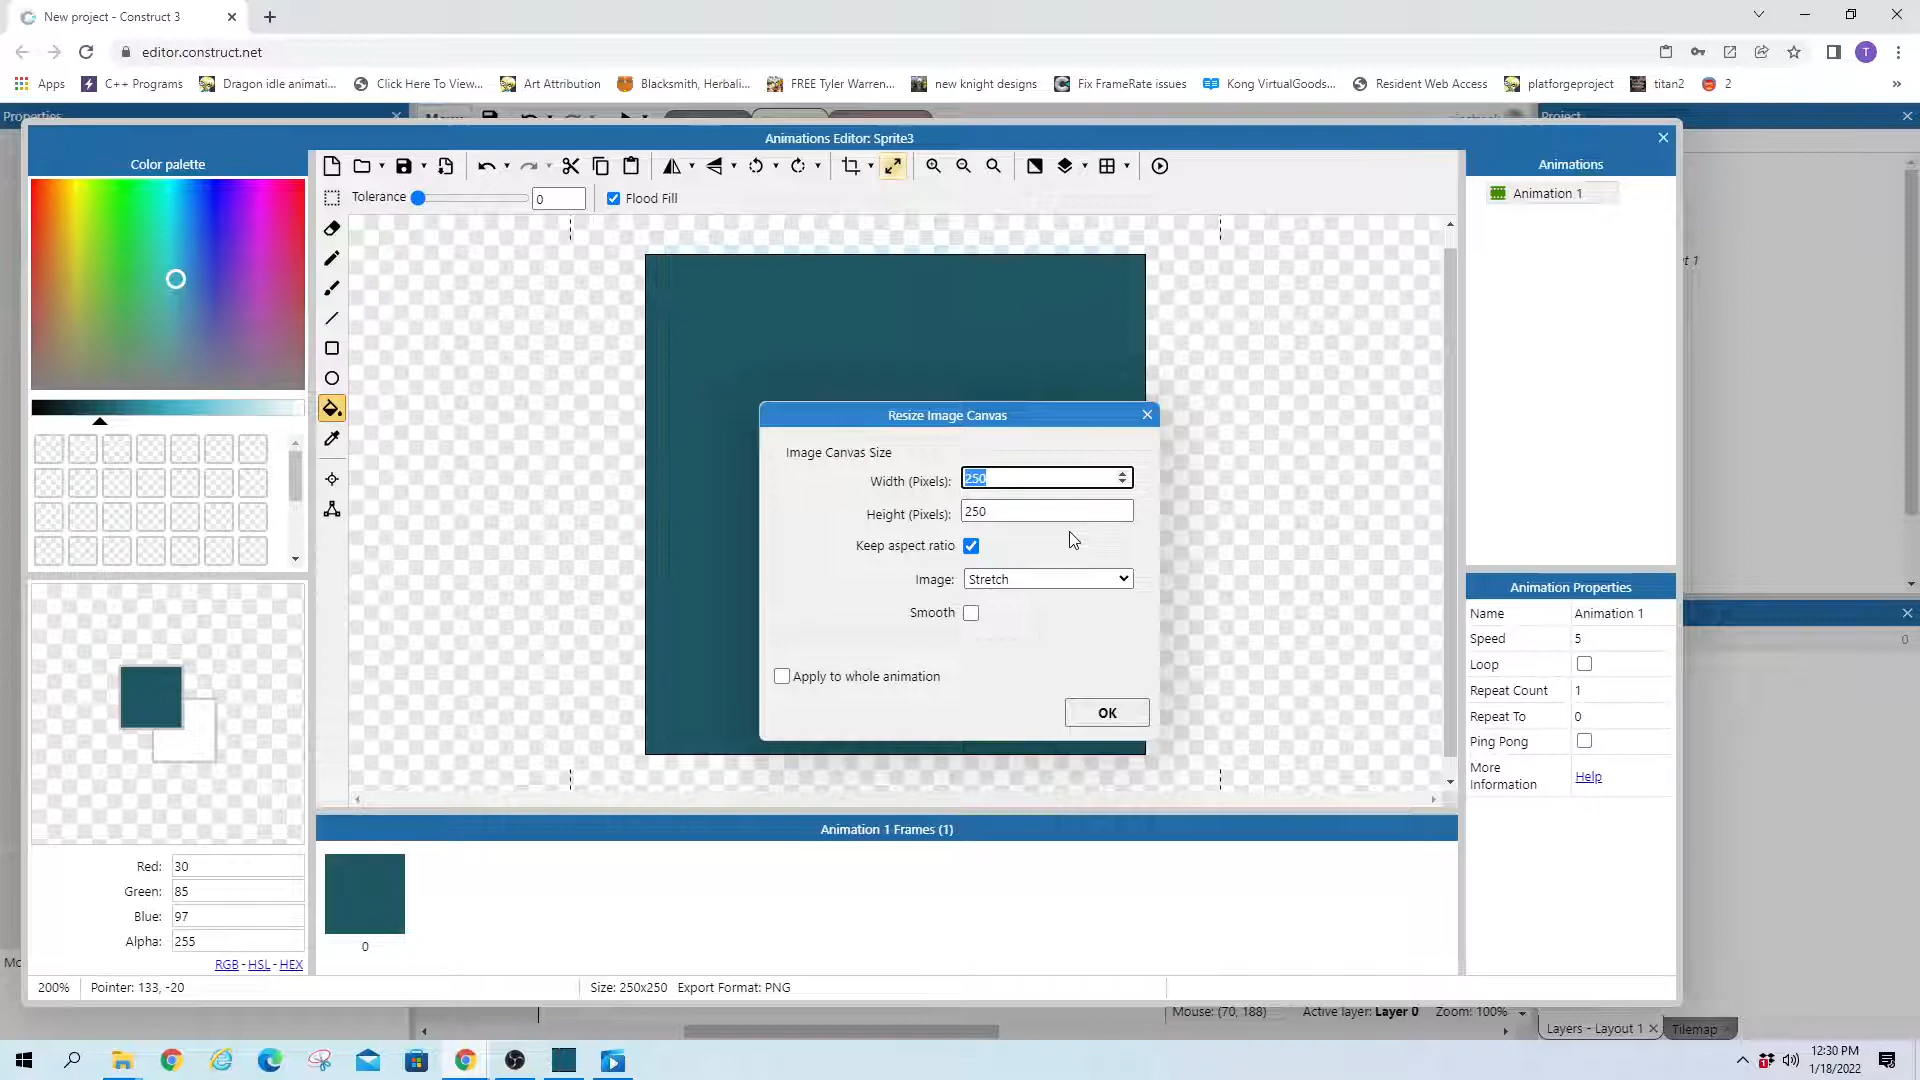 New project - Construct 3
editor.construct.net
T
Apps
C++ Programs
Dragon idle animati...
Click Here To View...
Art Attribution
Blacksmith, Herbali...
FREE Tyler Warren...
new knight designs
Fix FrameRate issues
Kong VirtualGoods...
Resident Web Access
platforgeproject
titan2
2
»
Properties
Project
Animations Editor: Sprite3
Color palette
Animations
Tolerance
0
Flood Fill
Animation 1
ut 1
Resize Image Canvas
Image Canvas Size
Width (Pixels):
250
Height (Pixels):
250
Keep aspect ratio
Image:
Stretch
Smooth
Apply to whole animation
OK
Animation Properties
Name
Animation 1
Speed
5
Loop
Repeat Count
1
Repeat To
0
Ping Pong
More
Information
Help
0
Animation 1 Frames (1)
0
Red:
30
Green:
85
Blue:
97
Alpha:
255
RGB - HSL - HEX
Mo
200%
Pointer: 133, -20
Size: 250x250
Export Format: PNG
Mouse: (70, 188)
Active layer: Layer 0
Zoom: 100%
Layers - Layout 1
Tilemap
12:30 PM
1/18/2022